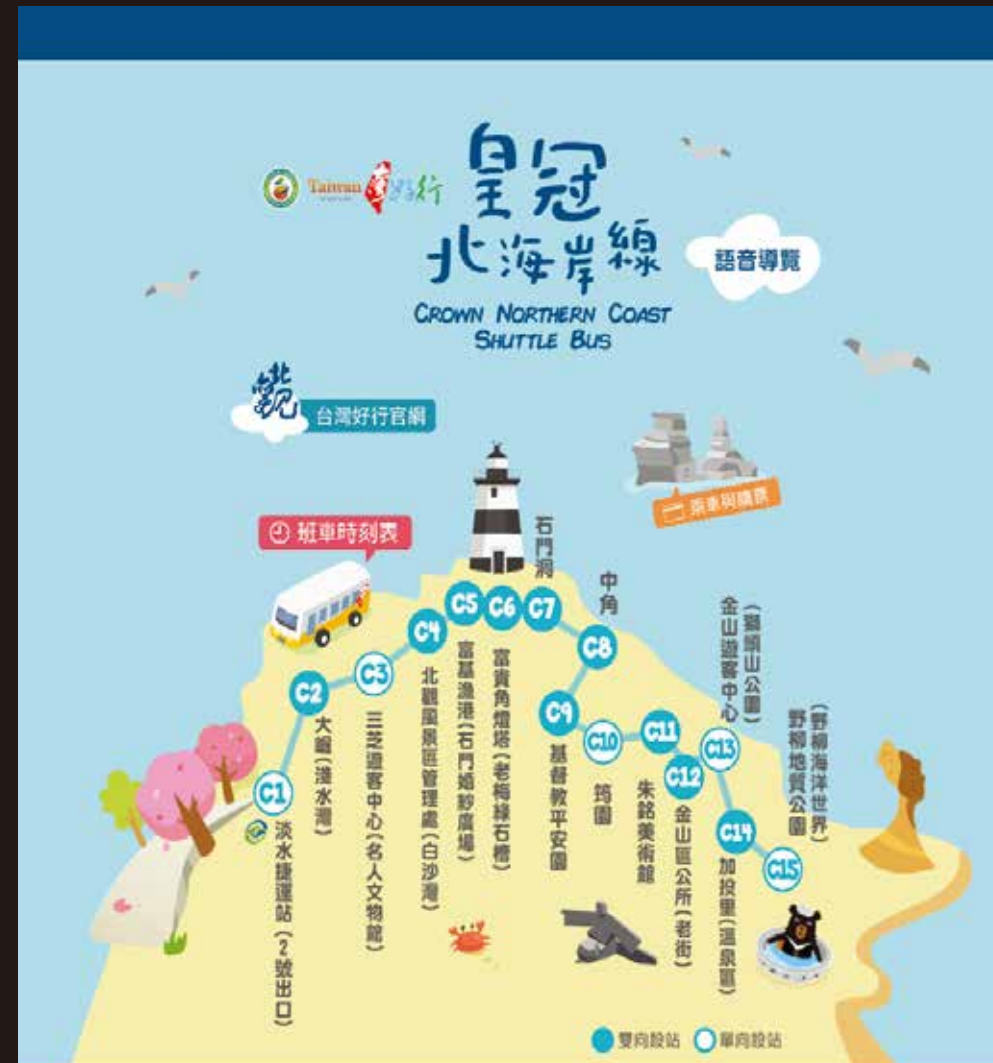 Taiwan 好行
皇冠
北海岸線
語音導覽
CROWN NORTHERN COAST
SHUTTLE BUS
北觀
台灣好行官網
乘車與購票
班車時刻表
C1
淡水捷運站(2號出口)
C2
大崛(淺水灣)
C3
三芝遊客中心(名人文物館)
C4
北觀風景區管理處(白沙灣)
C5
富基漁港(石門婚紗廣場)
C6
富貴角燈塔(老梅綠石槽)
C7
石門洞
C8
中角
C9
基督教平安園
C10
筠園
C11
朱銘美術館
C12
金山區公所(老街)
C13
金山遊客中心
(獅頭山公園)
C14
加投里(溫泉區)
C15
野柳地質公園
(野柳海洋世界)
雙向設站
單向設站